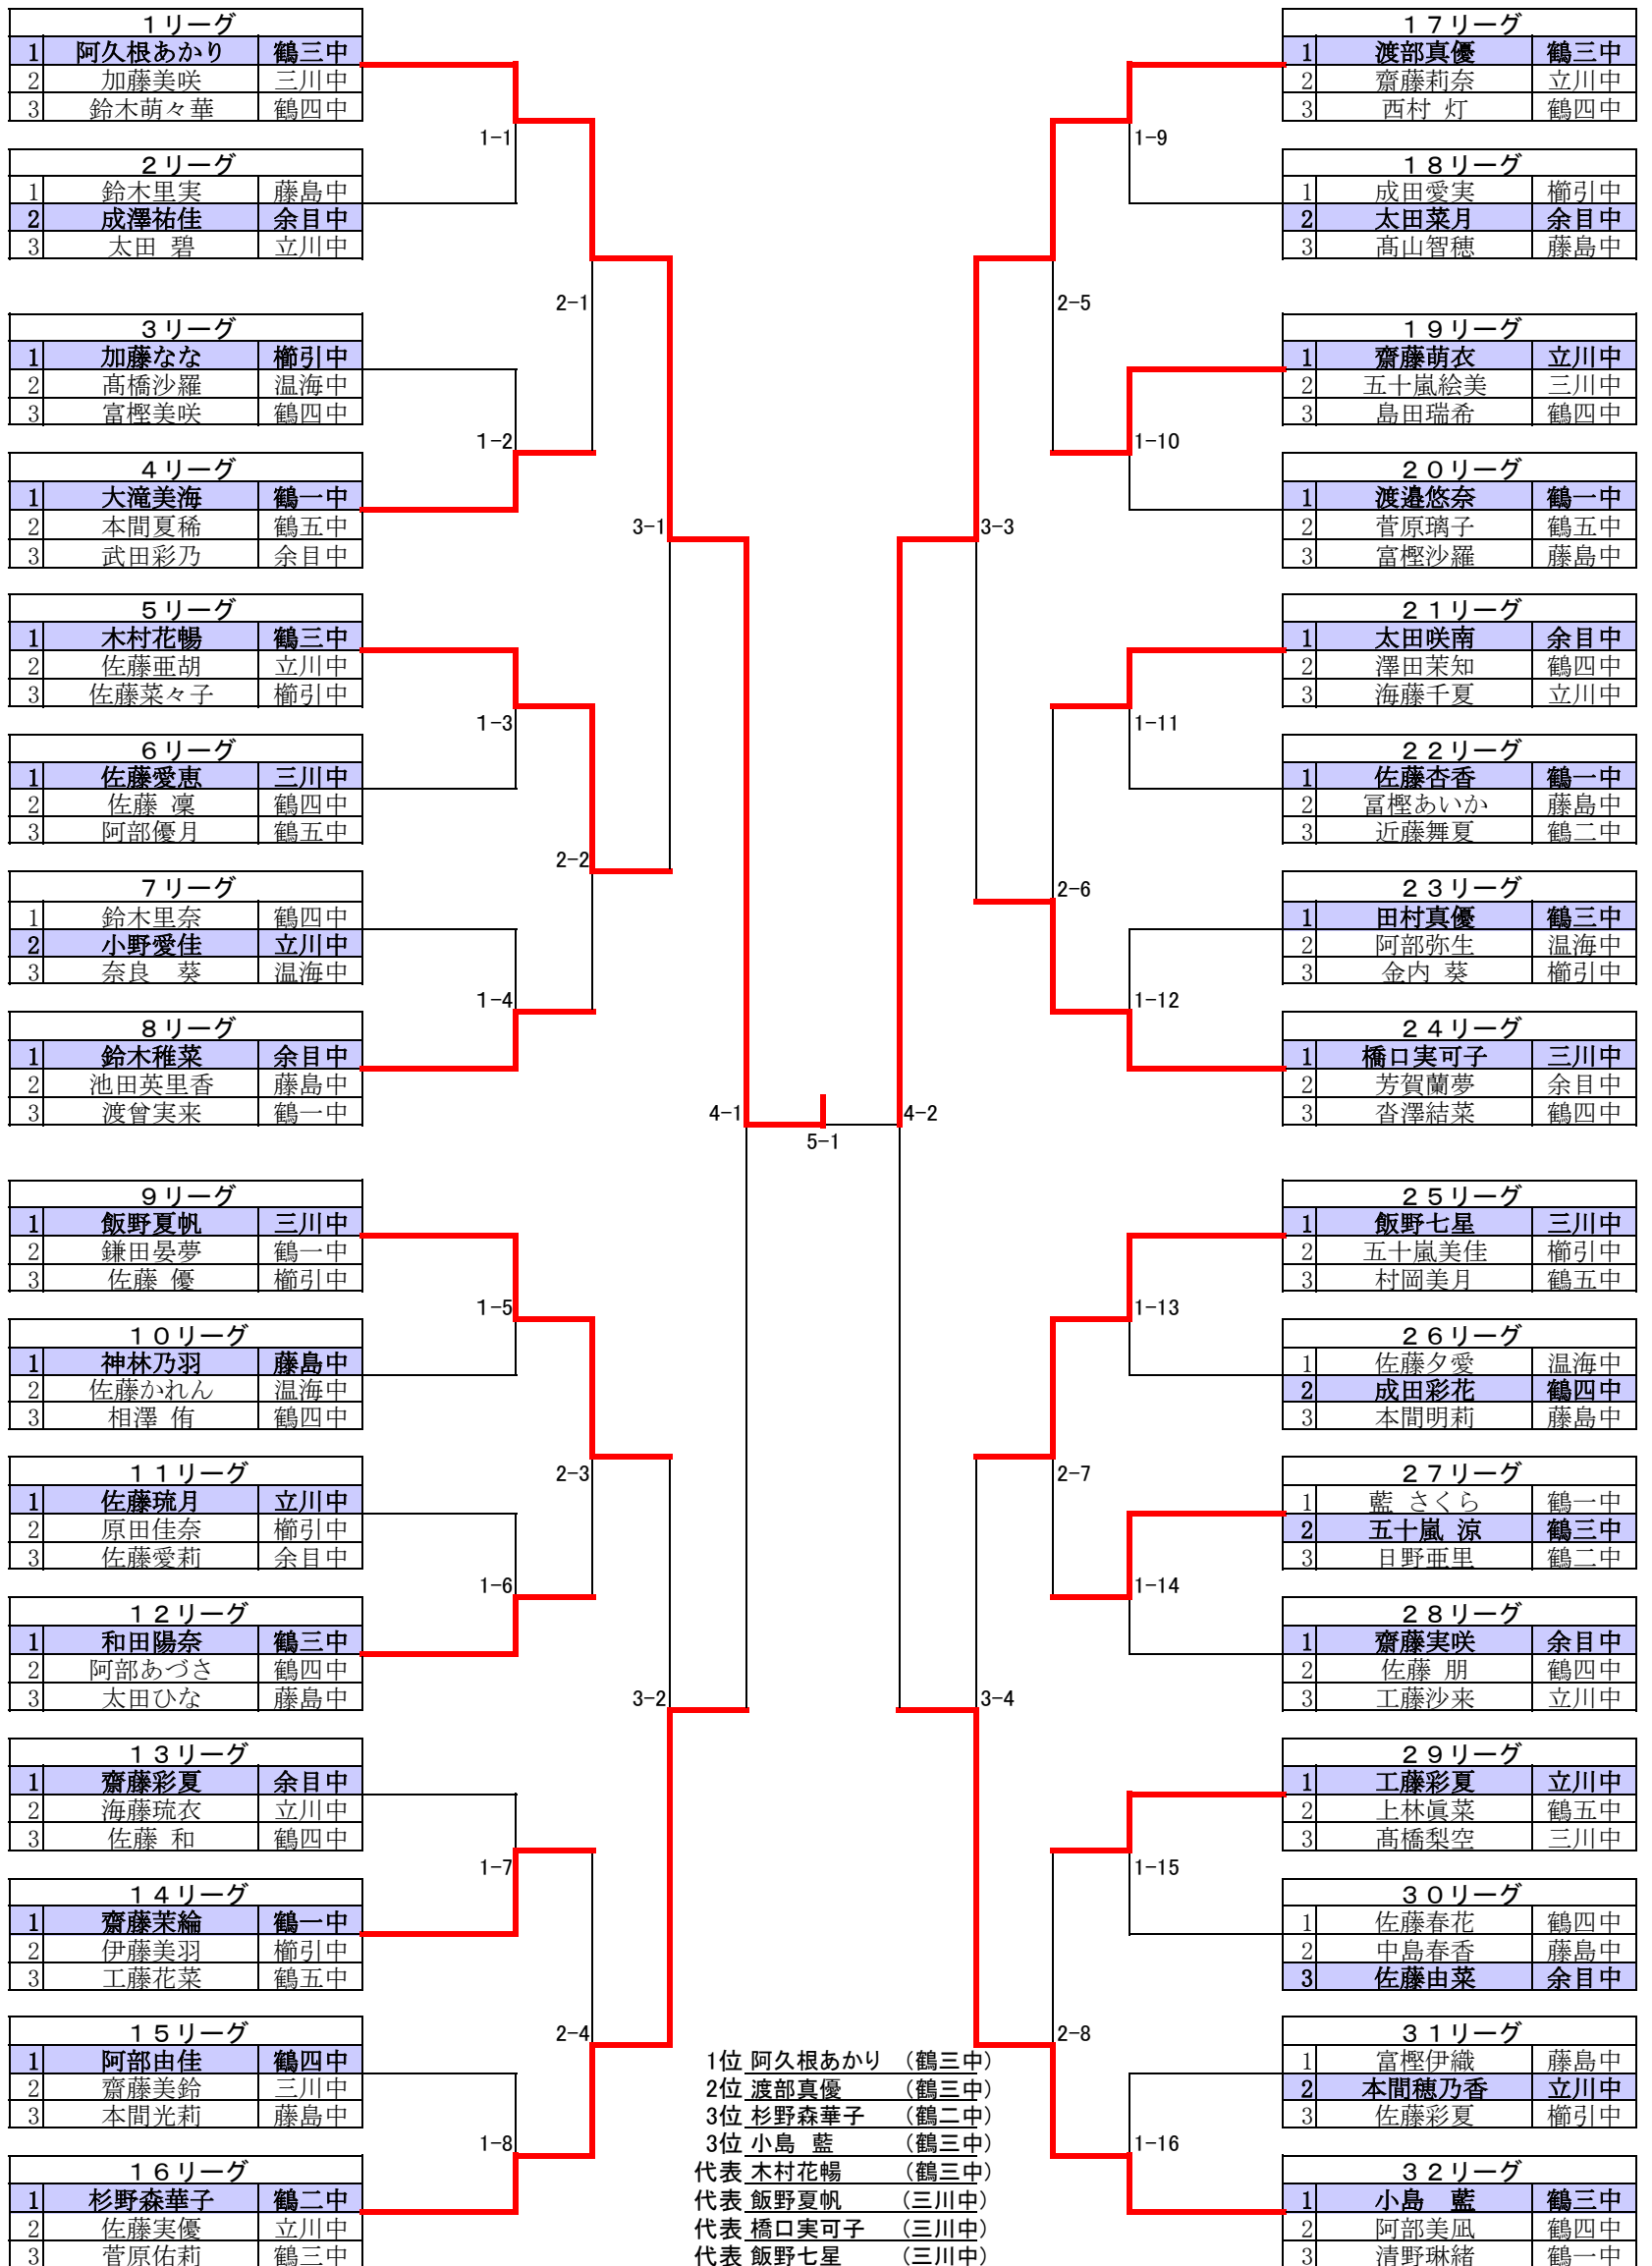 1リーグ
1 阿久根あかり 鶴三中
2 加藤美咲 三川中
3 鈴木萌々華 鶴四中
2リーグ
1 鈴木里実 藤島中
2 成澤祐佳 余目中
3 太田 碧 立川中
3リーグ
1 加藤なな 櫛引中
2 髙橋沙羅 温海中
3 富樫美咲 鶴四中
4リーグ
1 大滝美海 鶴一中
2 本間夏稀 鶴五中
3 武田彩乃 余目中
5リーグ
1 木村花暢 鶴三中
2 佐藤亜胡 立川中
3 佐藤菜々子 櫛引中
6リーグ
1 佐藤愛恵 三川中
2 佐藤 凜 鶴四中
3 阿部優月 鶴五中
7リーグ
1 鈴木里奈 鶴四中
2 小野愛佳 立川中
3 奈良 葵 温海中
8リーグ
1 鈴木稚菜 余目中
2 池田英里香 藤島中
3 渡曾実来 鶴一中
9リーグ
1 飯野夏帆 三川中
2 鎌田晏夢 鶴一中
3 佐藤 優 櫛引中
10リーグ
1 神林乃羽 藤島中
2 佐藤かれん 温海中
3 相澤 侑 鶴四中
11リーグ
1 佐藤琉月 立川中
2 原田佳奈 櫛引中
3 佐藤愛莉 余目中
12リーグ
1 和田陽奈 鶴三中
2 阿部あづさ 鶴四中
3 太田ひな 藤島中
13リーグ
1 齋藤彩夏 余目中
2 海藤琉衣 立川中
3 佐藤 和 鶴四中
14リーグ
1 齋藤茉綸 鶴一中
2 伊藤美羽 櫛引中
3 工藤花菜 鶴五中
15リーグ
1 阿部由佳 鶴四中
2 齋藤美鈴 三川中
3 本間光莉 藤島中
16リーグ
1 杉野森華子 鶴二中
2 佐藤実優 立川中
3 菅原佑莉 鶴三中
1-1
1-2
1-3
1-4
1-5
1-6
1-7
1-8
2-1
2-2
2-3
2-4
3-1
3-2
4-1
5-1
4-2
3-3
3-4
2-5
2-6
2-7
2-8
1-9
1-10
1-11
1-12
1-13
1-14
1-15
1-16
1位 阿久根あかり (鶴三中)
2位 渡部真優 (鶴三中)
3位 杉野森華子 (鶴二中)
3位 小島 藍 (鶴三中)
代表 木村花暢 (鶴三中)
代表 飯野夏帆 (三川中)
代表 橋口実可子 (三川中)
代表 飯野七星 (三川中)
17リーグ
1 渡部真優 鶴三中
2 齋藤莉奈 立川中
3 西村 灯 鶴四中
18リーグ
1 成田愛実 櫛引中
2 太田菜月 余目中
3 髙山智穂 藤島中
19リーグ
1 齋藤萌衣 立川中
2 五十嵐絵美 三川中
3 島田瑞希 鶴四中
20リーグ
1 渡邉悠奈 鶴一中
2 菅原璃子 鶴五中
3 富樫沙羅 藤島中
21リーグ
1 太田咲南 余目中
2 澤田茉知 鶴四中
3 海藤千夏 立川中
22リーグ
1 佐藤杏香 鶴一中
2 冨樫あいか 藤島中
3 近藤舞夏 鶴二中
23リーグ
1 田村真優 鶴三中
2 阿部弥生 温海中
3 金内 葵 櫛引中
24リーグ
1 橋口実可子 三川中
2 芳賀蘭夢 余目中
3 沓澤結菜 鶴四中
25リーグ
1 飯野七星 三川中
2 五十嵐美佳 櫛引中
3 村岡美月 鶴五中
26リーグ
1 佐藤夕愛 温海中
2 成田彩花 鶴四中
3 本間明莉 藤島中
27リーグ
1 藍 さくら 鶴一中
2 五十嵐 涼 鶴三中
3 日野亜里 鶴二中
28リーグ
1 齋藤実咲 余目中
2 佐藤 朋 鶴四中
3 工藤沙来 立川中
29リーグ
1 工藤彩夏 立川中
2 上林眞菜 鶴五中
3 髙橋梨空 三川中
30リーグ
1 佐藤春花 鶴四中
2 中島春香 藤島中
3 佐藤由菜 余目中
31リーグ
1 富樫伊織 藤島中
2 本間穂乃香 立川中
3 佐藤彩夏 櫛引中
32リーグ
1 小島 藍 鶴三中
2 阿部美凪 鶴四中
3 清野琳緒 鶴一中